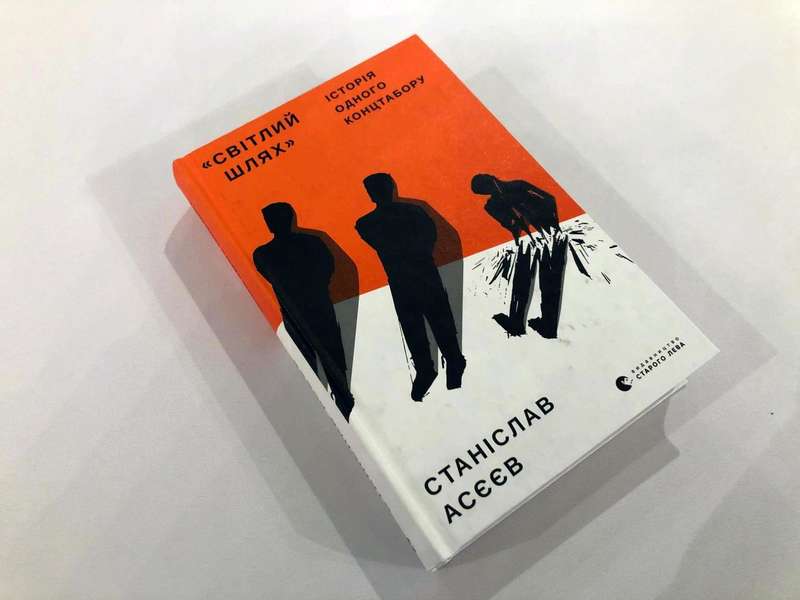 «СВІТЛИЙ
ШЛЯХ»
ІСТОРІЯ
ОДНОГО
КОНЦТАБОРУ
ВИДАВНИЦТВО
СТАРОГО ЛЕВА
СТАНІСЛАВ
АСЄЄВ